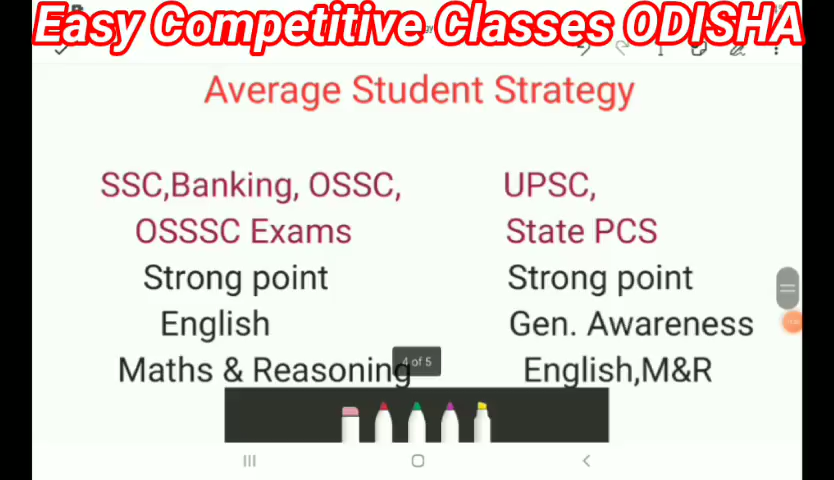 Easy Competitive Classes ODISHA
Average Student Strategy
SSC,Banking, OSSC,
OSSSC Exams
Strong point
English
Maths & Reasoning
UPSC,
State PCS
Strong point
Gen. Awareness
English,M&R
4 of 5